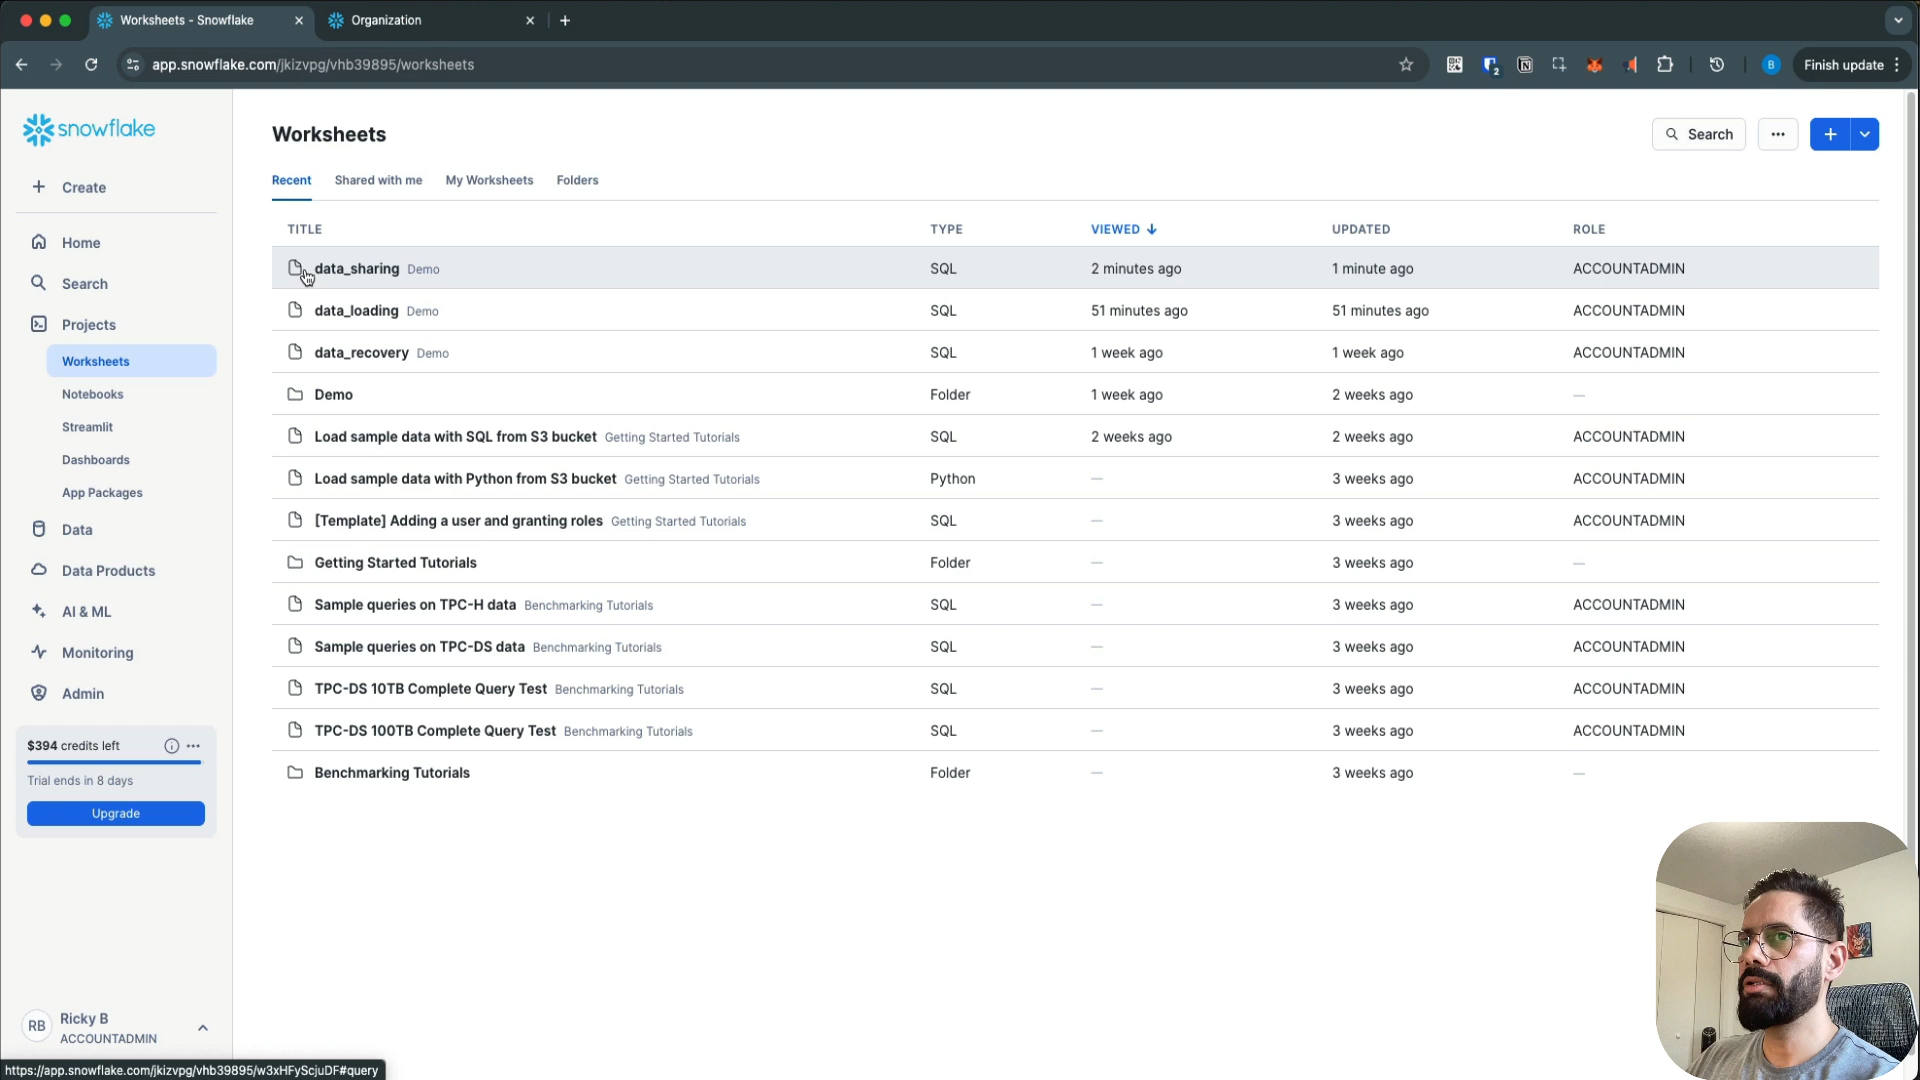 Worksheets - Snowflake
Organization
app.snowflake.com/jkizvpg/vhb39895/worksheets
2
B
Finish update
snowflake
Create
Home
Search
Projects
Worksheets
Notebooks
Streamlit
Dashboards
App Packages
Data
Data Products
AI & ML
Monitoring
Admin
$394 credits left
Trial ends in 8 days
Upgrade
RB
Ricky B
ACCOUNTADMIN
https://app.snowflake.com/jkizvpg/vhb39895/w3xHFyScjuDF#query
Worksheets
Search
Recent Shared with me My Worksheets Folders
TITLE TYPE VIEWED UPDATED ROLE
data_sharing Demo SQL 2 minutes ago 1 minute ago ACCOUNTADMIN
data_loading Demo SQL 51 minutes ago 51 minutes ago ACCOUNTADMIN
data_recovery Demo SQL 1 week ago 1 week ago ACCOUNTADMIN
Demo Folder 1 week ago 2 weeks ago —
Load sample data with SQL from S3 bucket Getting Started Tutorials SQL 2 weeks ago 2 weeks ago ACCOUNTADMIN
Load sample data with Python from S3 bucket Getting Started Tutorials Python — 3 weeks ago ACCOUNTADMIN
[Template] Adding a user and granting roles Getting Started Tutorials SQL — 3 weeks ago ACCOUNTADMIN
Getting Started Tutorials Folder — 3 weeks ago —
Sample queries on TPC-H data Benchmarking Tutorials SQL — 3 weeks ago ACCOUNTADMIN
Sample queries on TPC-DS data Benchmarking Tutorials SQL — 3 weeks ago ACCOUNTADMIN
TPC-DS 10TB Complete Query Test Benchmarking Tutorials SQL — 3 weeks ago ACCOUNTADMIN
TPC-DS 100TB Complete Query Test Benchmarking Tutorials SQL — 3 weeks ago ACCOUNTADMIN
Benchmarking Tutorials Folder — 3 weeks ago —